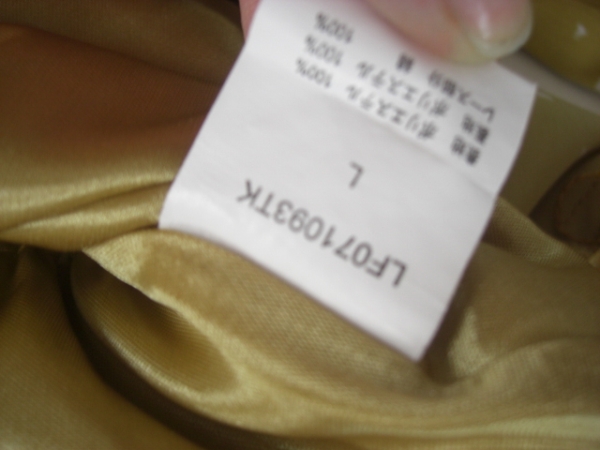 LF071093TK
L
表地 ポリエステル 100%
裏地 ポリエステル 100%
レース部分 綿 100%